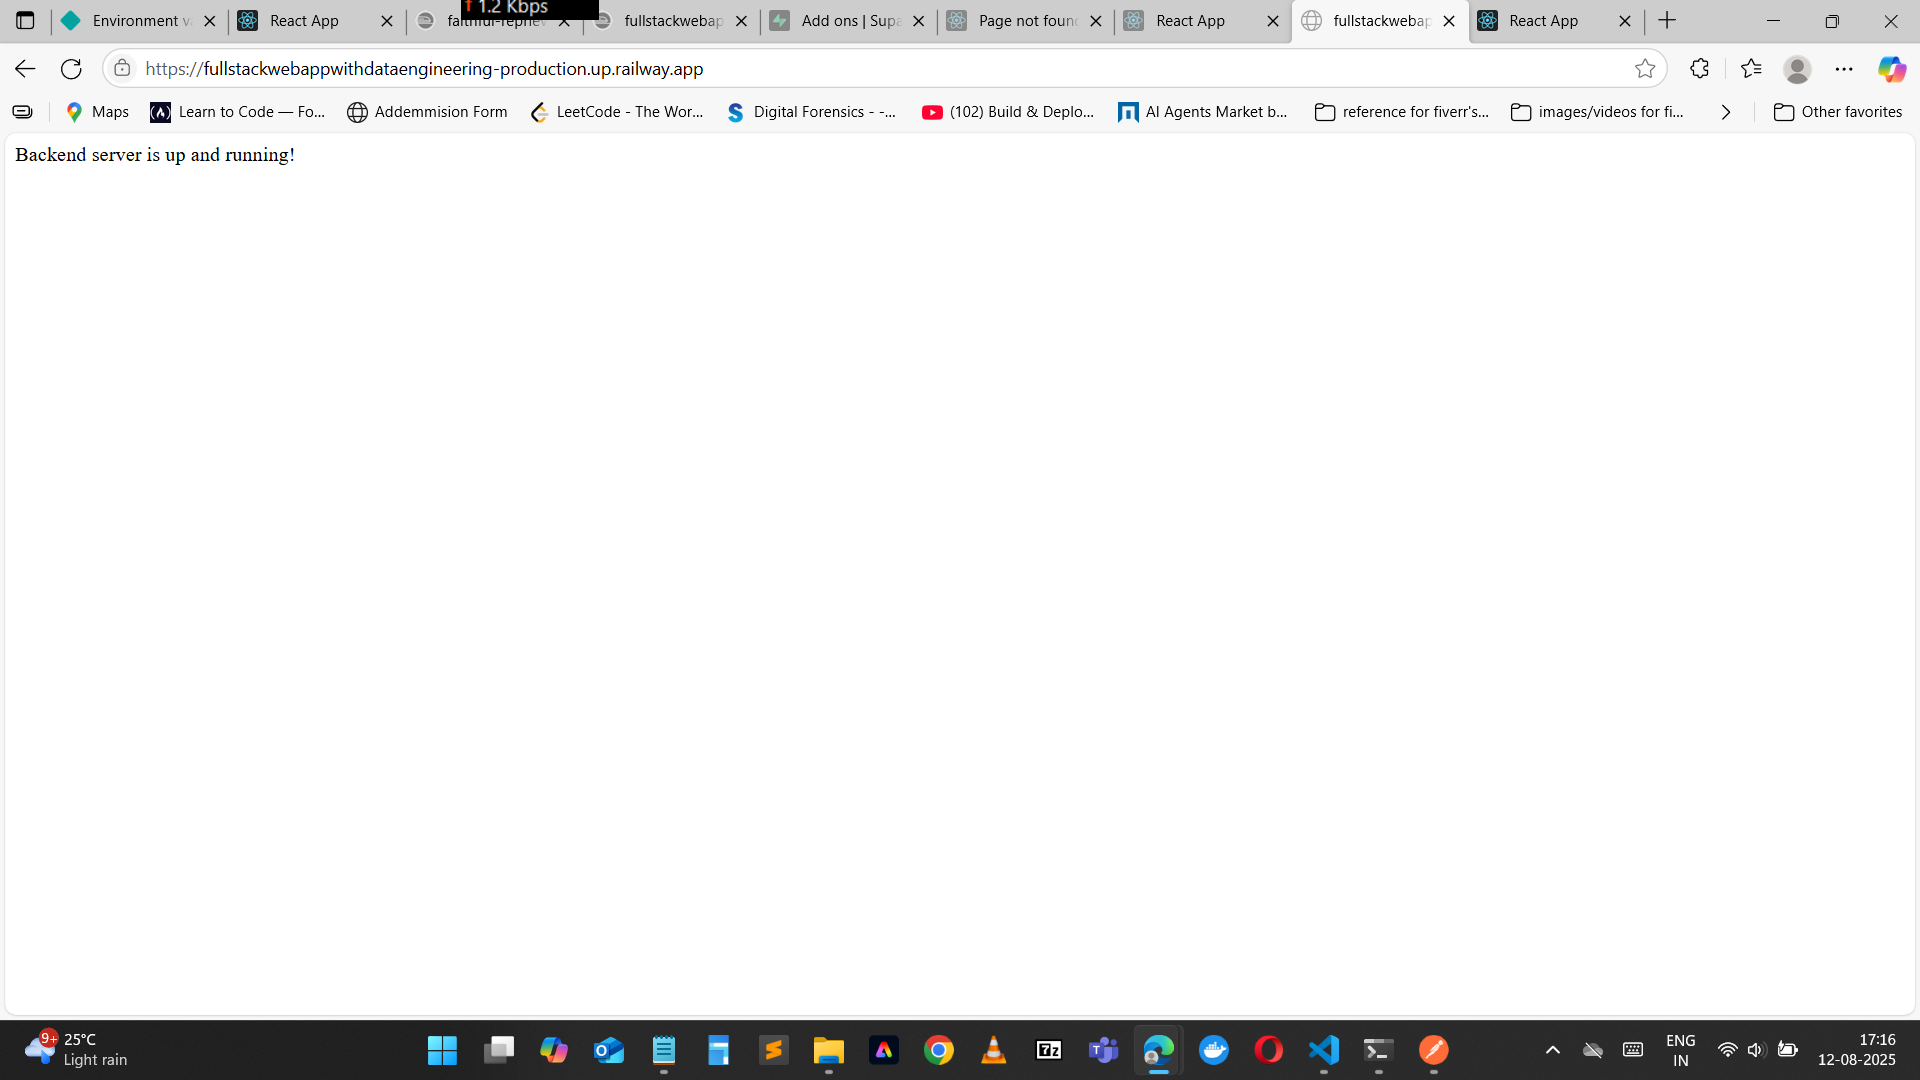 ↑ 1.2 Kbps
Environment v
React App
fullstackwebap
Add ons | Supa
Page not foun
React App
fullstackwebap
React App
https://fullstackwebappwithdataengineering-production.up.railway.app
Maps
Learn to Code — Fo...
Addemmision Form
LeetCode - The Wor...
Digital Forensics - -...
(102) Build & Deplo...
AI Agents Market b...
reference for fiverr's...
images/videos for fi...
Other favorites
Backend server is up and running!
9+
25°C
Light rain
7z
ENG
IN
17:16
12-08-2025